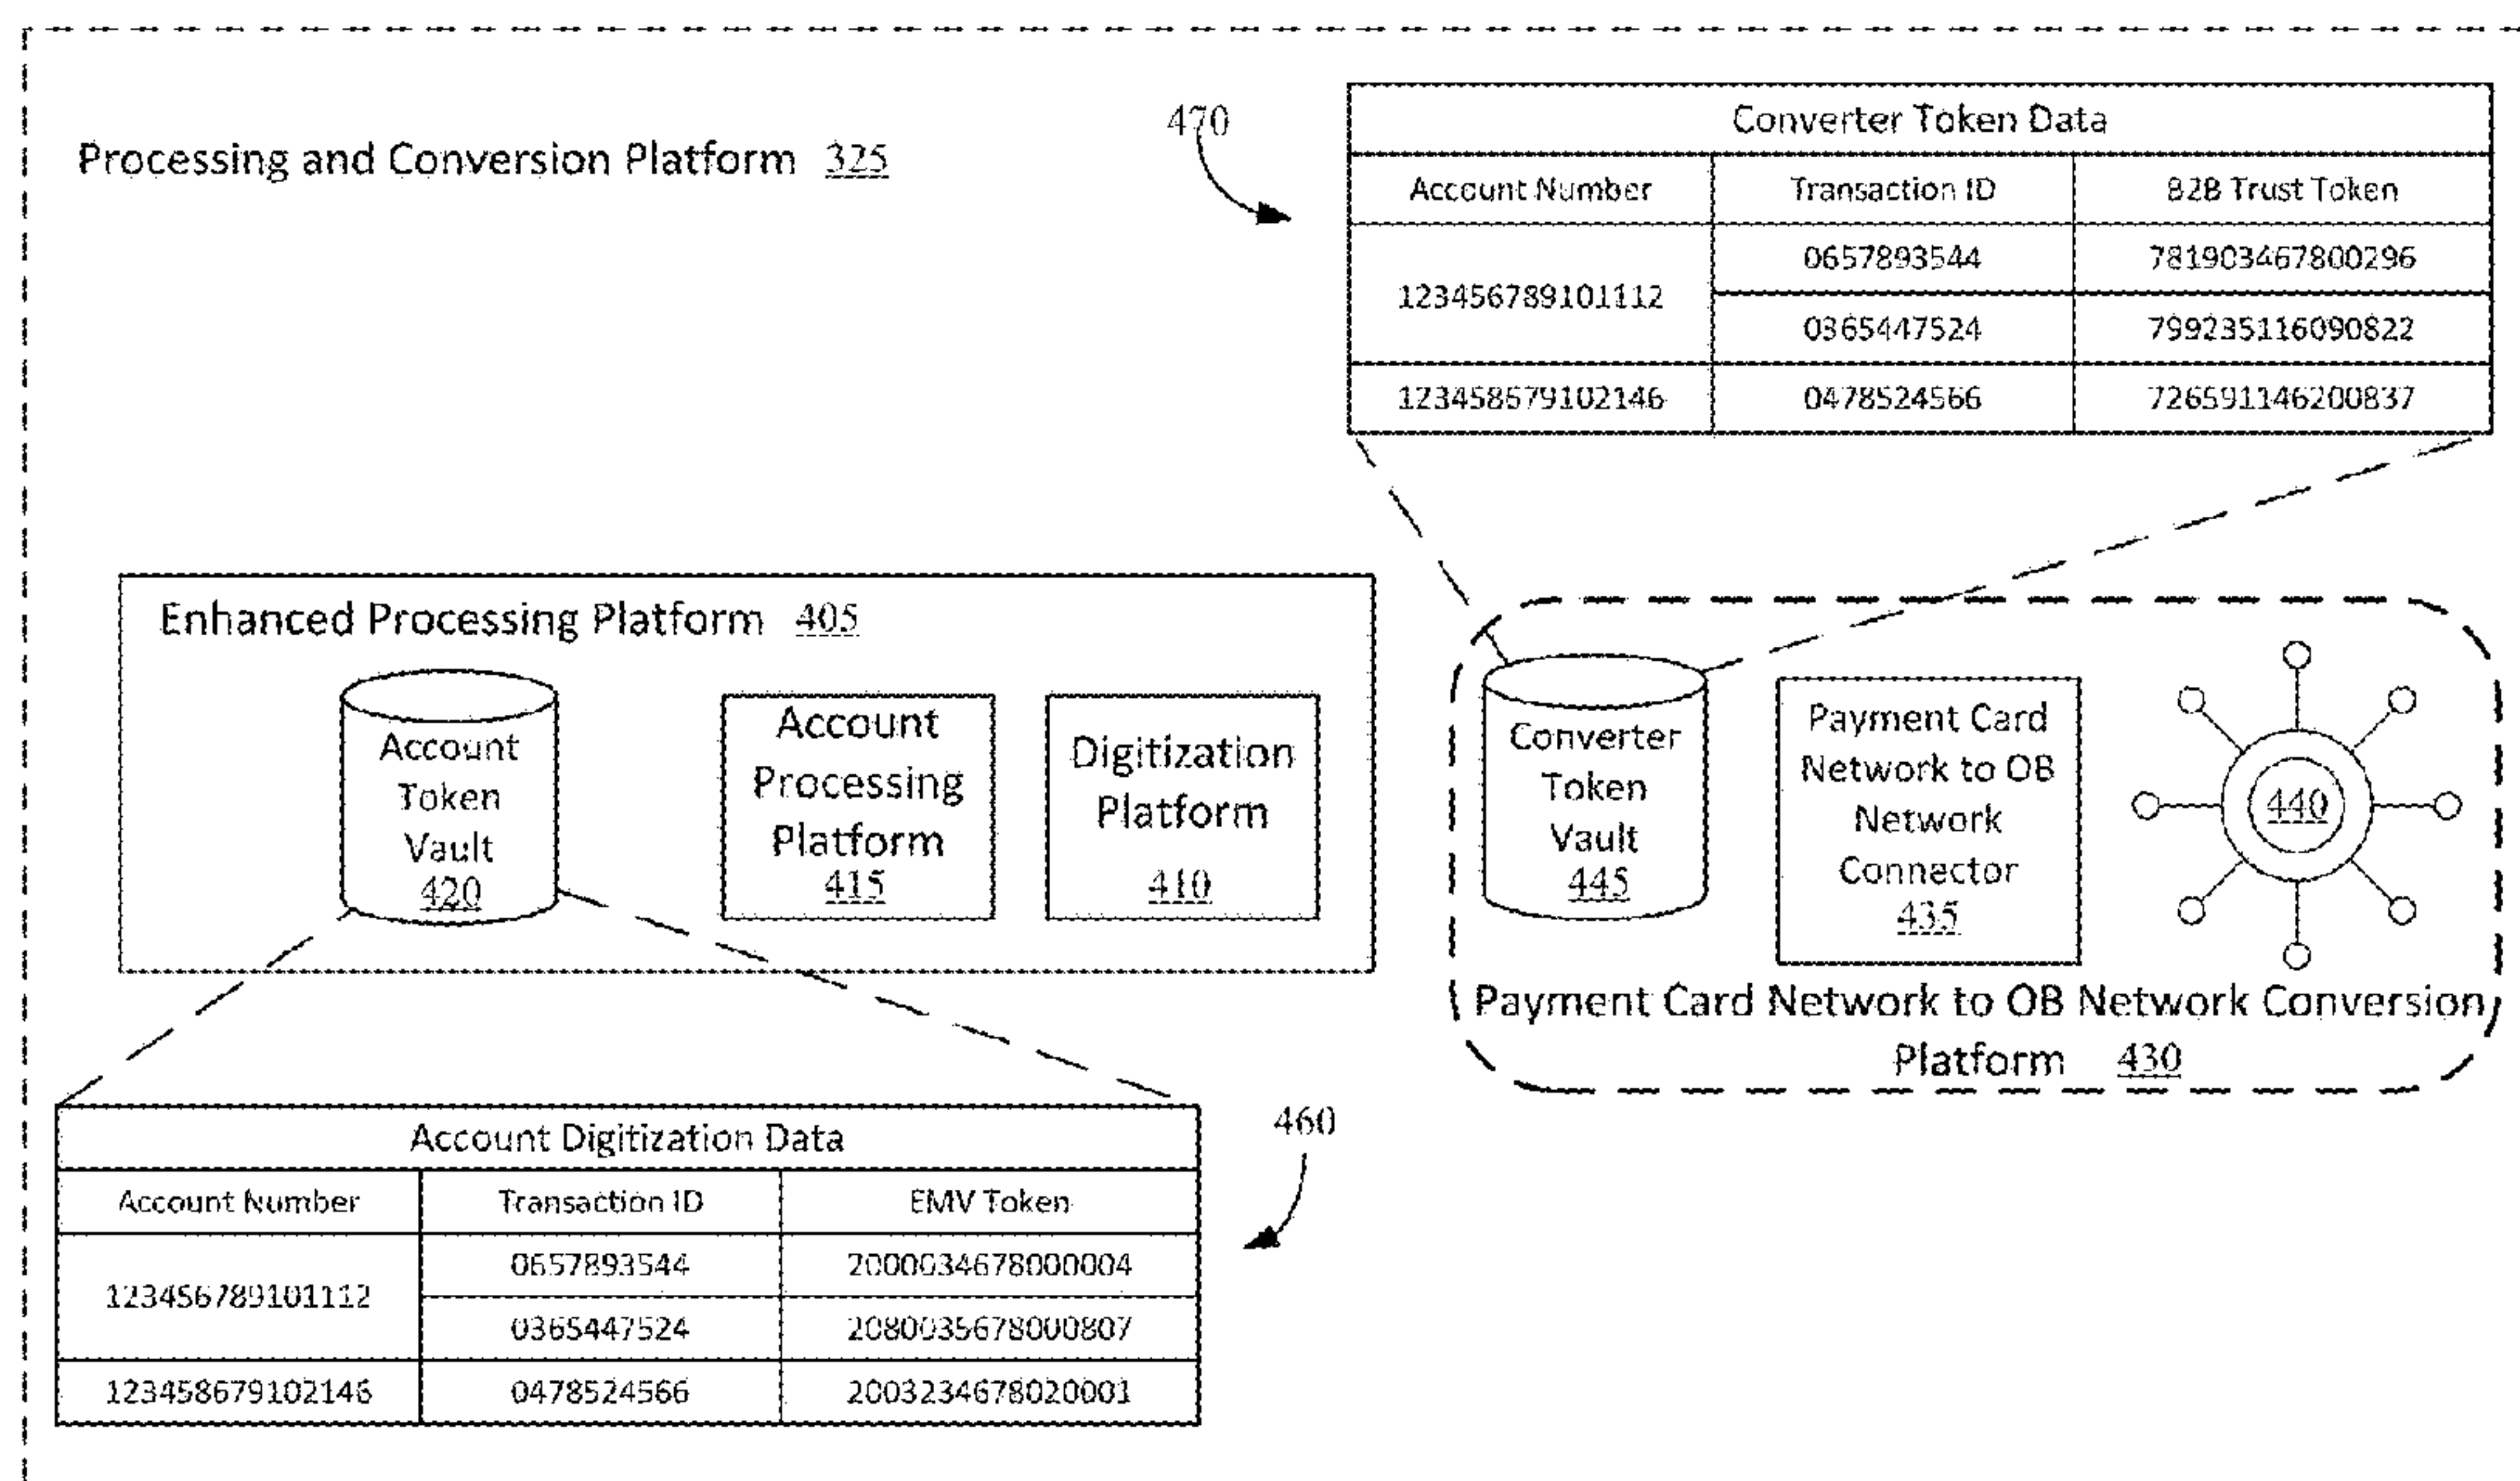 Processing and Conversion Platform 325
470
Converter Token Data
Account Number Transaction ID B2B Trust Token
0657893544 781903467800296
123456789101112
0365447524 799235116090822
123458679102146 0478524566 726591146200837
Enhanced Processing Platform 405
Account
Token
Vault
420
Account
Processing
Platform
415
Digitization
Platform
410
Converter
Token
Vault
445
Payment Card
Network to OB
Network
Connector
435
440
Payment Card Network to OB Network Conversion
Platform 430
460
Account Digitization Data
Account Number Transaction ID EMV Token
0657893544 2000034678000004
123456789101112
0365447524 2080035678000807
123458679102146 0478524566 2003234678020001